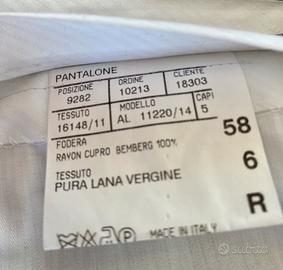 PANTALONE
POSIZIONE ORDINE CLIENTE
9282 10213 18303
TESSUTO MODELLO CAPI
16148/11 AL 11220/14 5
FODERA
RAYON CUPRO BEMBERG 100%
58
TESSUTO
PURA LANA VERGINE
6
R
MADE IN ITALY
subito